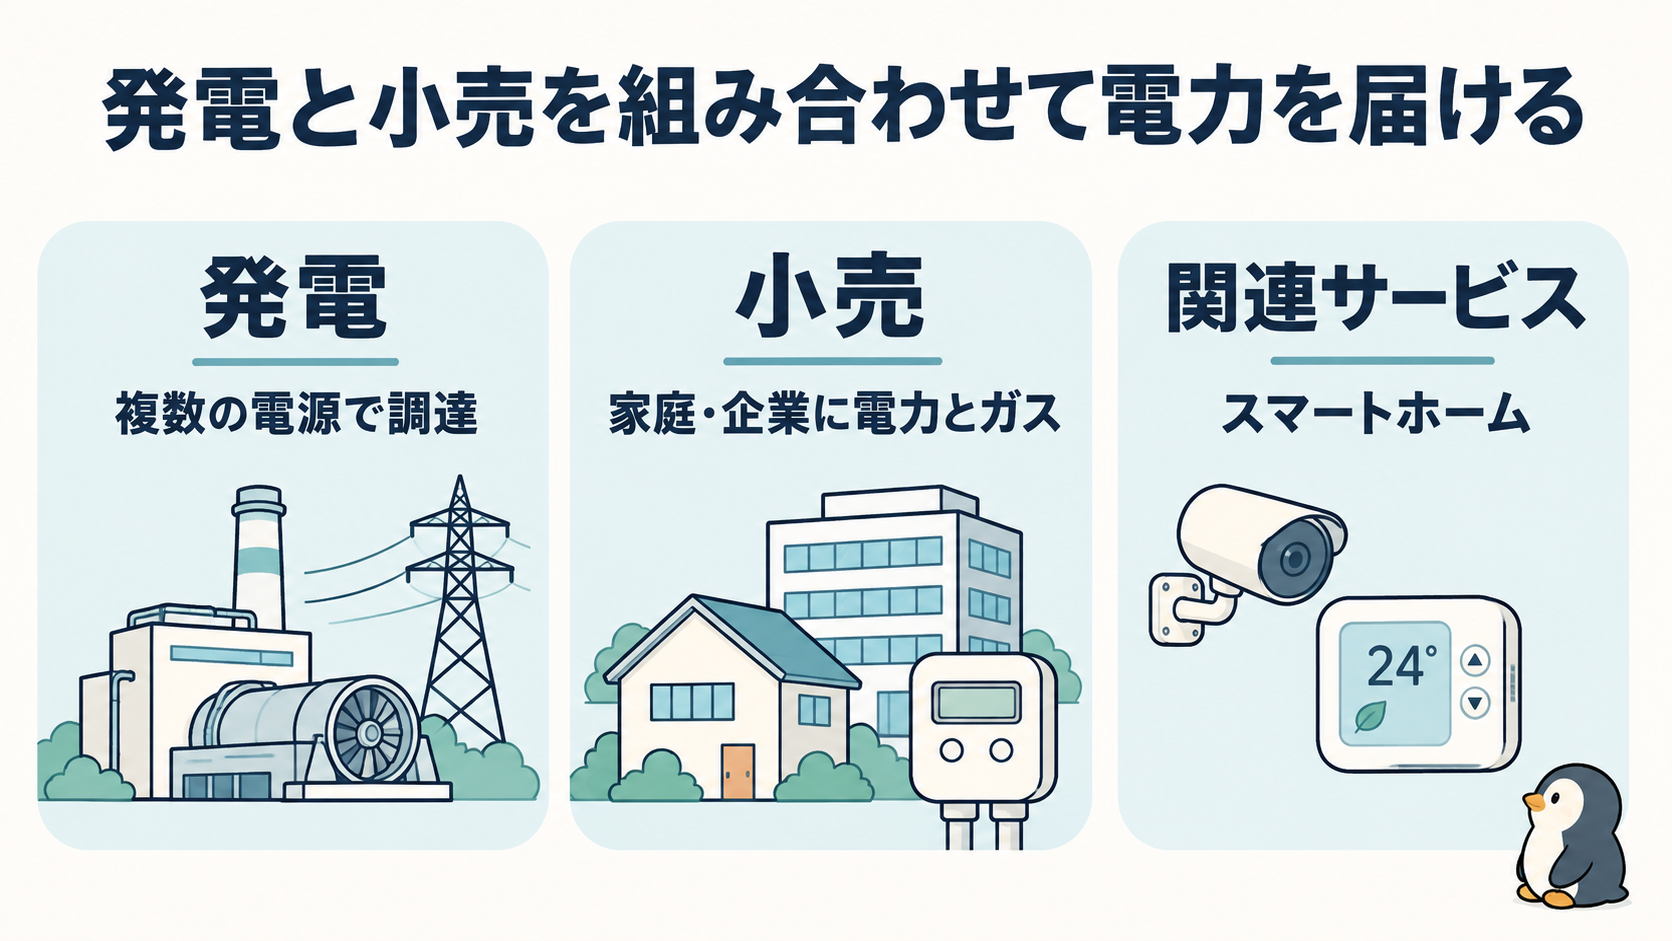 発電と小売を組み合わせて電力を届ける
発電
複数の電源で調達
小売
家庭・企業に電力とガス
関連サービス
スマートホーム
24°